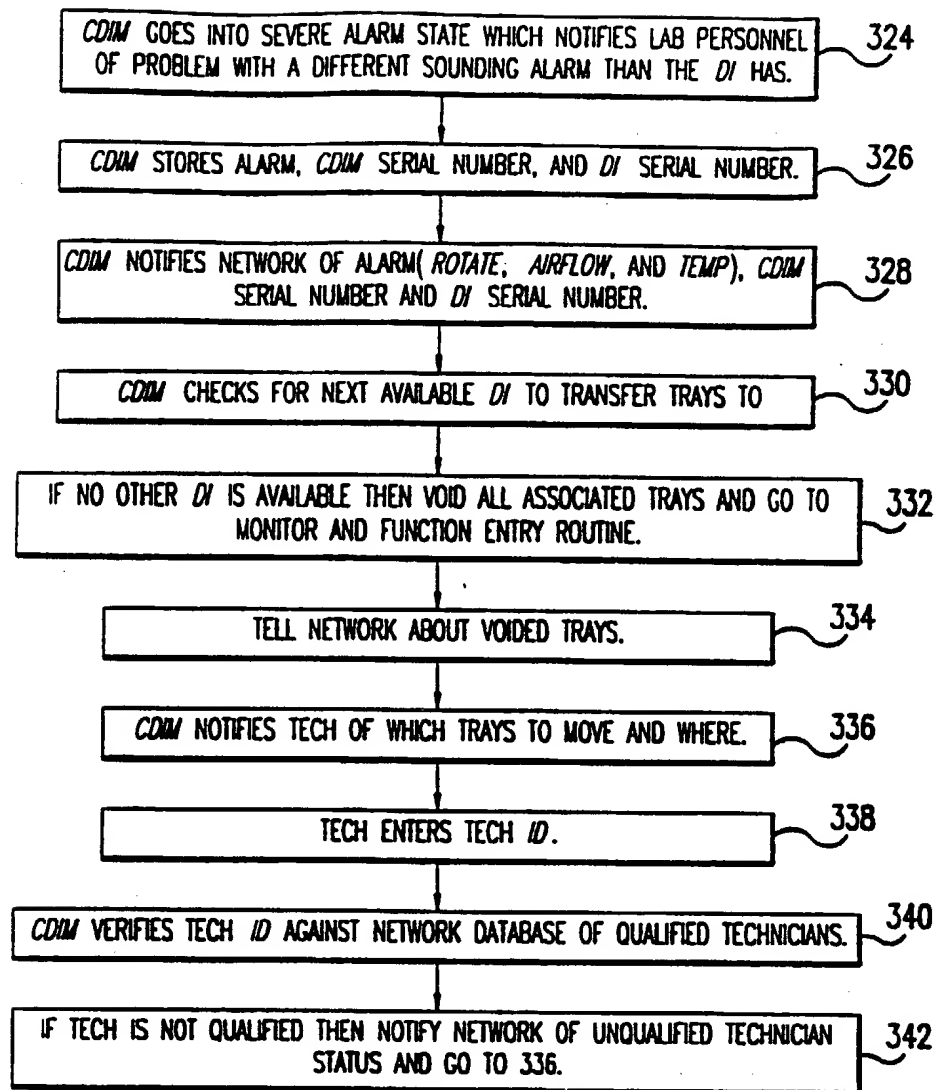 CDIM GOES INTO SEVERE ALARM STATE WHICH NOTIFIES LAB PERSONNEL
OF PROBLEM WITH A DIFFERENT SOUNDING ALARM THAN THE DI HAS.
324
CDIM STORES ALARM, CDIM SERIAL NUMBER, AND DI SERIAL NUMBER.
326
CDIM NOTIFIES NETWORK OF ALARM( ROTATE, AIRFLOW, AND TEMP), CDIM
SERIAL NUMBER AND DI SERIAL NUMBER.
328
CDIM CHECKS FOR NEXT AVAILABLE DI TO TRANSFER TRAYS TO
330
IF NO OTHER DI IS AVAILABLE THEN VOID ALL ASSOCIATED TRAYS AND GO TO
MONITOR AND FUNCTION ENTRY ROUTINE.
332
TELL NETWORK ABOUT VOIDED TRAYS.
334
CDIM NOTIFIES TECH OF WHICH TRAYS TO MOVE AND WHERE.
336
TECH ENTERS TECH ID.
338
CDIM VERIFIES TECH ID AGAINST NETWORK DATABASE OF QUALIFIED TECHNICIANS.
340
IF TECH IS NOT QUALIFIED THEN NOTIFY NETWORK OF UNQUALIFIED TECHNICIAN
STATUS AND GO TO 336.
342